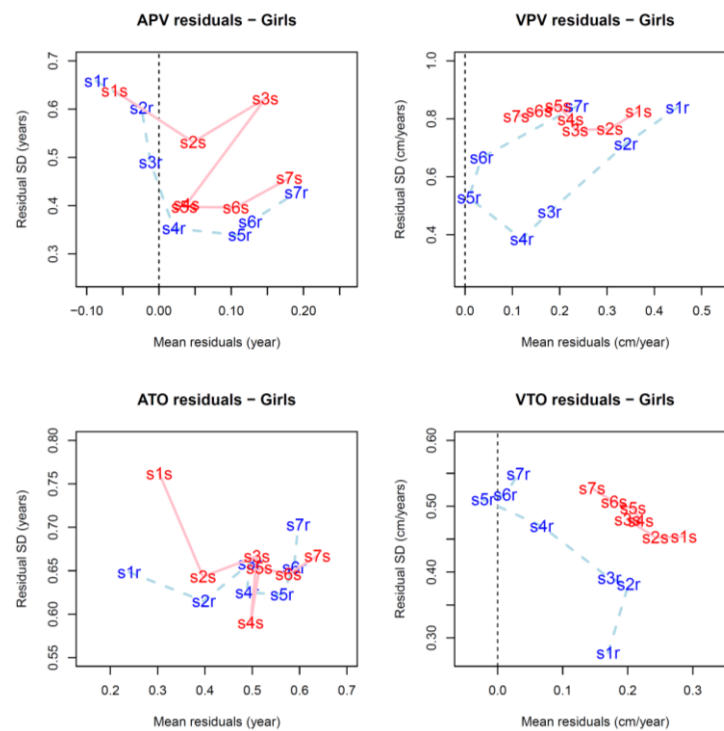 APV residuals − Girls
Residual SD (years)
0.7
0.6
0.5
0.4
0.3
s1r
s1s
s2r
s3s
s2s
s3r
s4s
s5s
s6s
s7s
s7r
s4r
s5r
s6r
−0.10
0.00
0.10
0.20
Mean residuals (year)
VPV residuals − Girls
Residual SD (cm/years)
1.0
0.8
0.6
0.4
s7s
s6s
s5s
s7r
s4s
s3s
s2s
s1s
s1r
s2r
s6r
s5r
s3r
s4r
0.0
0.1
0.2
0.3
0.4
0.5
Mean residuals (cm/year)
ATO residuals − Girls
Residual SD (years)
0.80
0.75
0.70
0.65
0.60
0.55
s1s
s7r
s1r
s2s
s3s
s3r
s5s
s6r
s7s
s6s
s2r
s4r
s5r
s4s
0.2
0.3
0.4
0.5
0.6
0.7
Mean residuals (year)
VTO residuals − Girls
Residual SD (cm/years)
0.60
0.50
0.40
0.30
s7r
s6r
s5r
s7s
s6s
s5s
s3s
s4s
s2s
s1s
s4r
s3r
s2r
s1r
0.0
0.1
0.2
0.3
Mean residuals (cm/year)